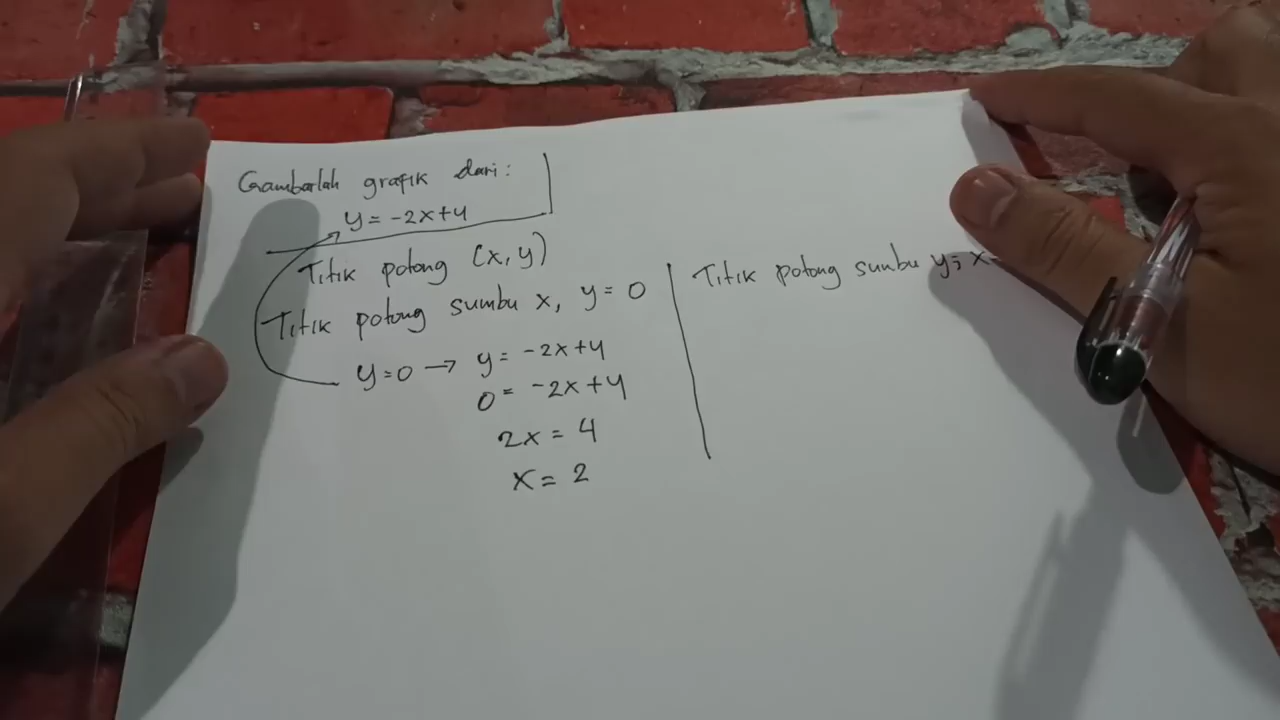 Gambarlah grafik dari:
y = -2x+4
Titik potong (x, y)
Titik potong sumbu x, y = 0
y=0 → y = -2x+4
0 = -2x+4
2x = 4
x = 2
Titik potong sumbu y; x=